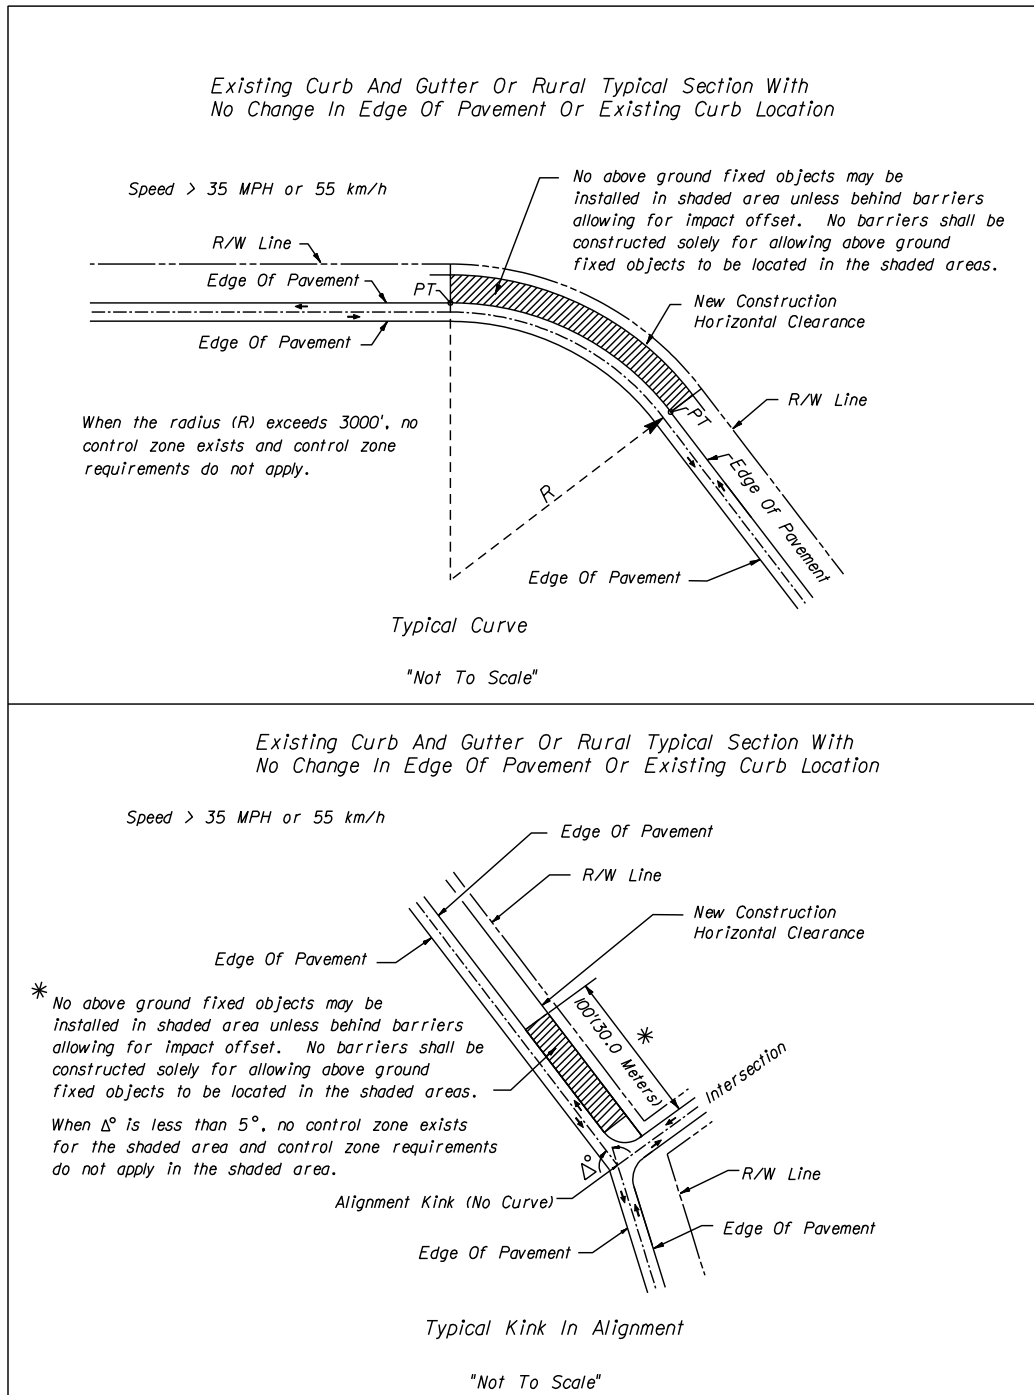 Existing Curb And Gutter Or Rural Typical Section With
No Change In Edge Of Pavement Or Existing Curb Location
Speed > 35 MPH or 55 km/h
No above ground fixed objects may be
installed in shaded area unless behind barriers
allowing for impact offset. No barriers shall be
constructed solely for allowing above ground
fixed objects to be located in the shaded areas.
R/W Line
Edge Of Pavement
PT
New Construction
Horizontal Clearance
Edge Of Pavement
R/W Line
PT
When the radius (R) exceeds 3000', no
control zone exists and control zone
requirements do not apply.
R
Edge Of Pavement
Edge Of Pavement
Typical Curve
"Not To Scale"
Existing Curb And Gutter Or Rural Typical Section With
No Change In Edge Of Pavement Or Existing Curb Location
Speed > 35 MPH or 55 km/h
Edge Of Pavement
R/W Line
New Construction
Horizontal Clearance
Edge Of Pavement
* No above ground fixed objects may be
installed in shaded area unless behind barriers
allowing for impact offset. No barriers shall be
constructed solely for allowing above ground
fixed objects to be located in the shaded areas.
100'(30.0 Meters)
*
Intersection
When Δ° is less than 5°, no control zone exists
for the shaded area and control zone requirements
do not apply in the shaded area.
Δ°
R/W Line
Alignment Kink (No Curve)
Edge Of Pavement
Edge Of Pavement
Typical Kink In Alignment
"Not To Scale"